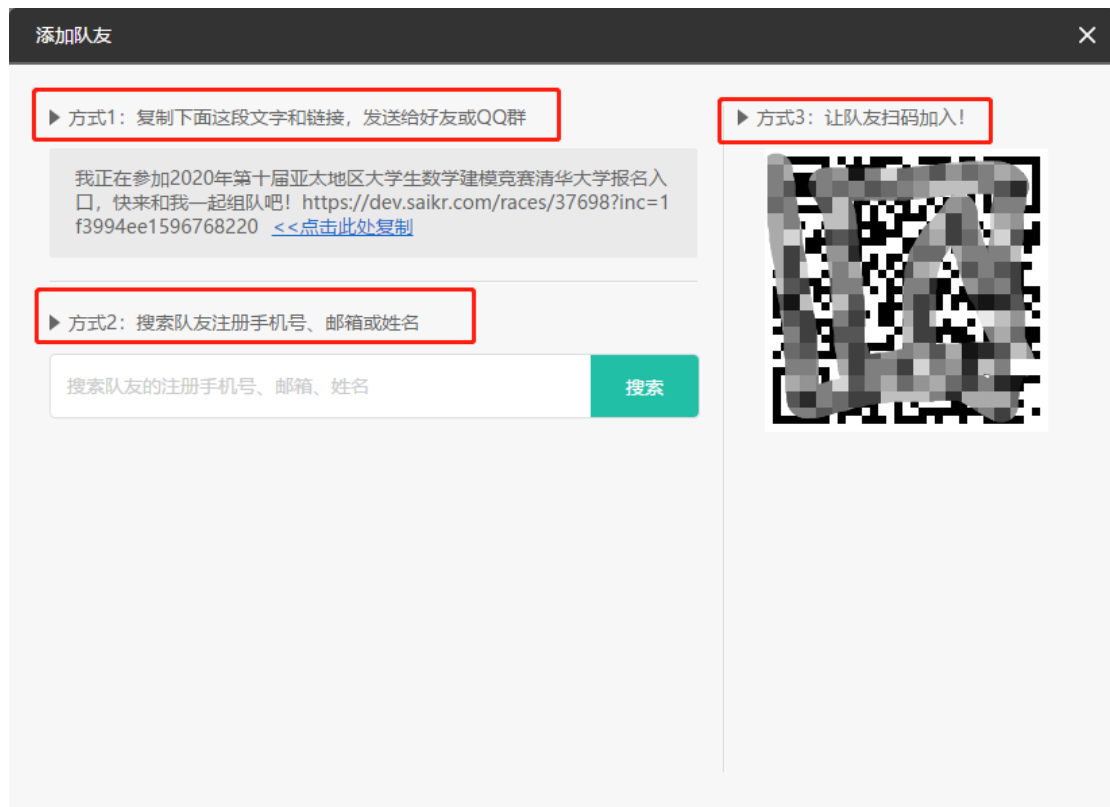 添加队友
方式1：复制下面这段文字和链接，发送给好友或QQ群
我正在参加2020年第十届亚太地区大学生数学建模竞赛清华大学报名入
口，快来和我一起组队吧！https://dev.saikr.com/races/37698?inc=1
f3994ee1596768220 <<点击此处复制
方式2：搜索队友注册手机号、邮箱或姓名
搜索队友的注册手机号、邮箱、姓名
搜索
方式3：让队友扫码加入！